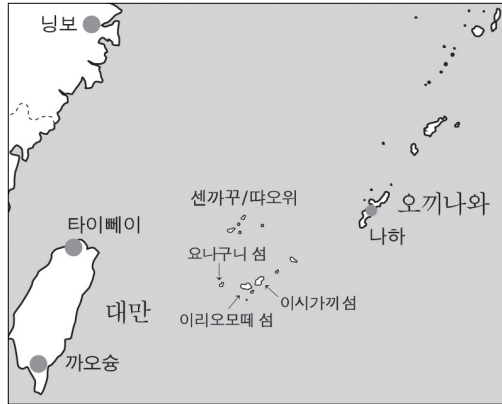 닝보
센까꾸/땨오위
오끼나와
나하
타이뻬이
요나구니 섬
대만
이시가끼섬
이리오모떼 섬
까오슝